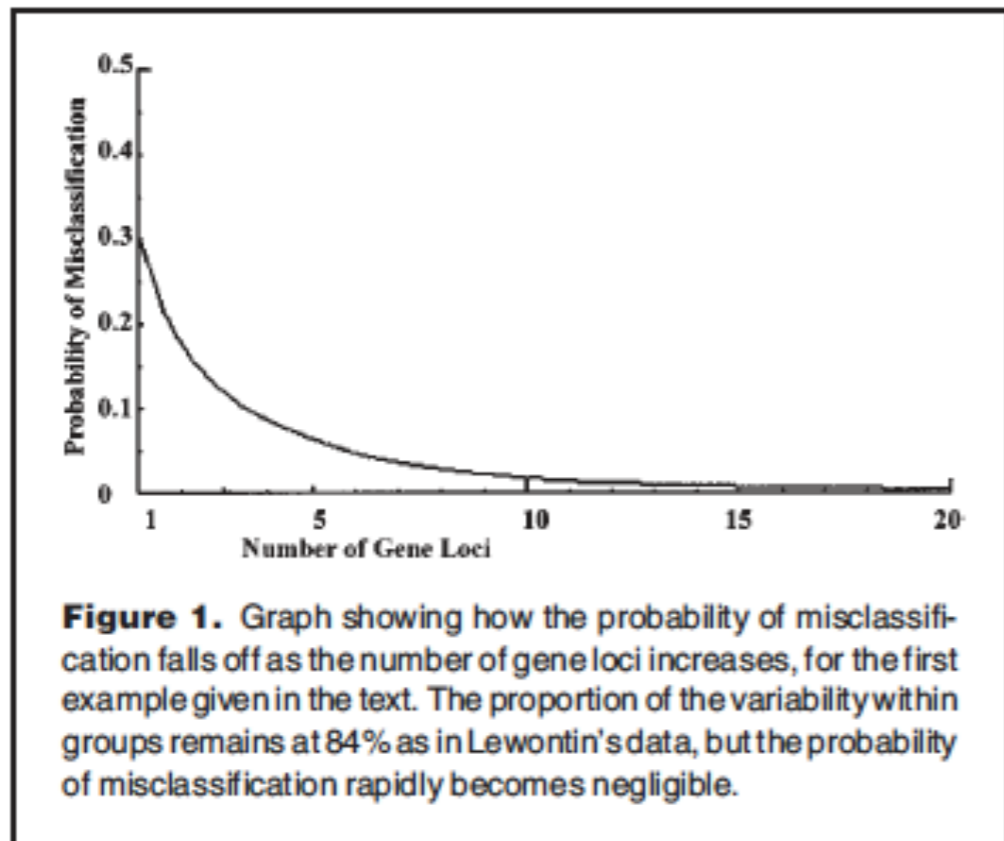 0.5
0.4
0.3
0.2
0.1
0
Probability of Misclassification
1 5 10 15 20
Number of Gene Loci
Figure 1. Graph showing how the probability of misclassifi-
cation falls off as the number of gene loci increases, for the first
example given in the text. The proportion of the variability within
groups remains at 84% as in Lewontin's data, but the probability
of misclassification rapidly becomes negligible.